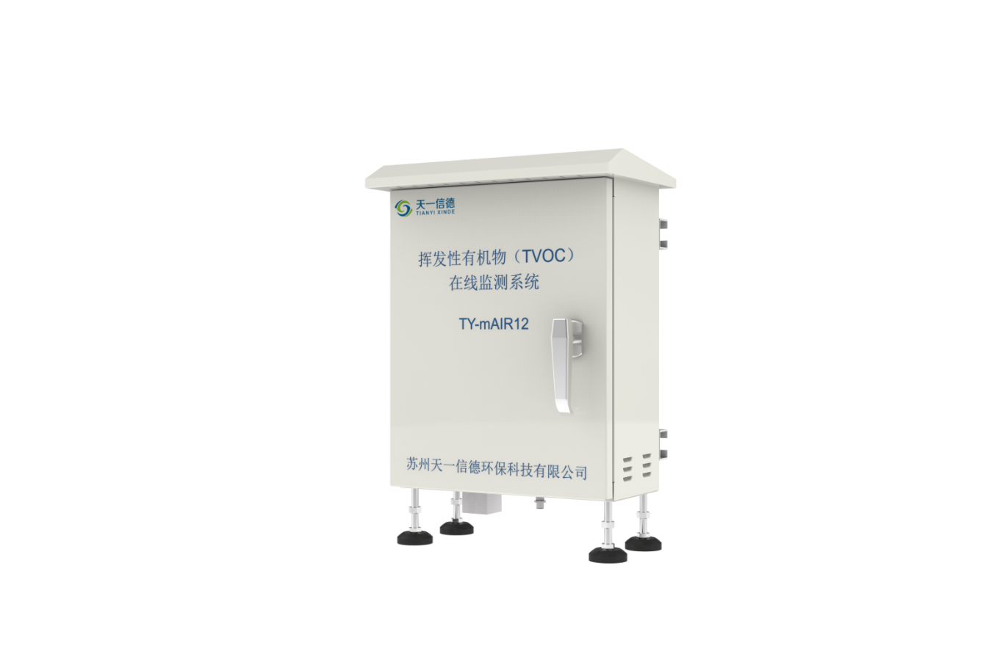 天一信德
TIANYI XINDE
挥发性有机物（TVOC）
在线监测系统
TY-mAIR12
苏州天一信德环保科技有限公司